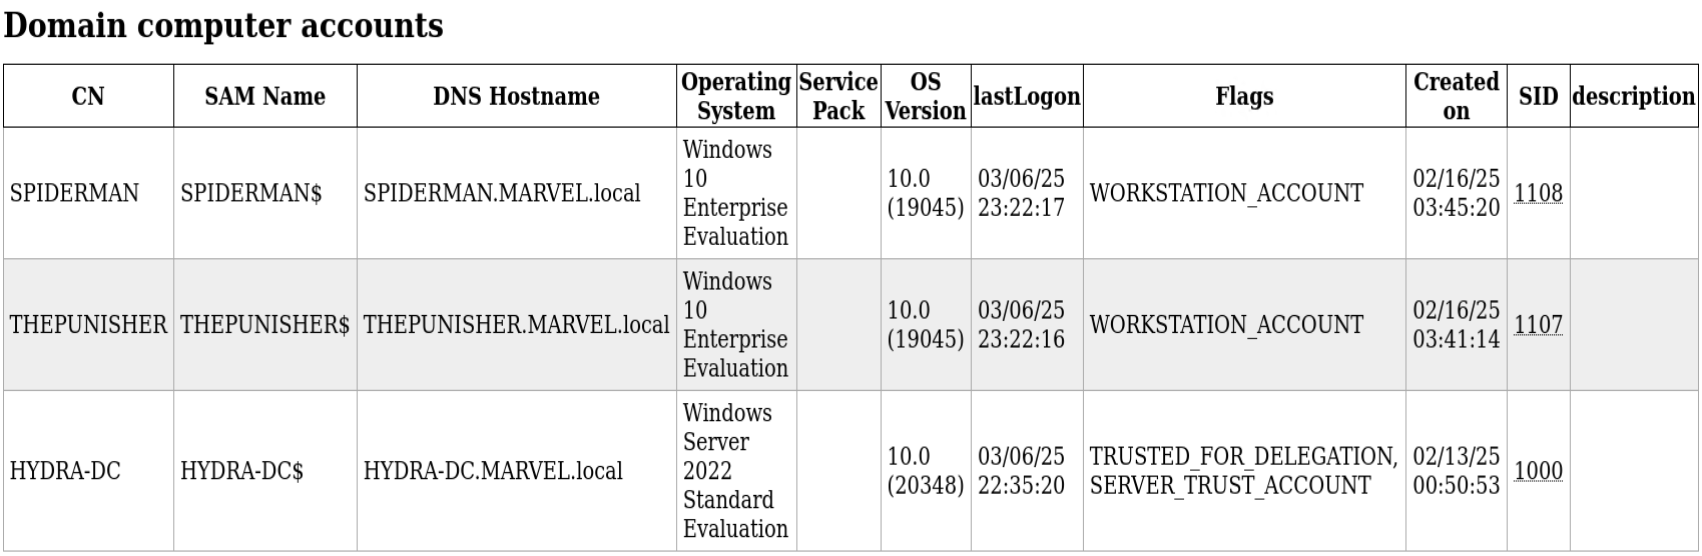 Domain computer accounts
CN SAM Name DNS Hostname Operating System Service Pack OS Version lastLogon Flags Created on SID description
SPIDERMAN SPIDERMAN$ SPIDERMAN.MARVEL.local Windows 10 Enterprise Evaluation 10.0 (19045) 03/06/25 23:22:17 WORKSTATION_ACCOUNT 02/16/25 03:45:20 1108
THEPUNISHER THEPUNISHER$ THEPUNISHER.MARVEL.local Windows 10 Enterprise Evaluation 10.0 (19045) 03/06/25 23:22:16 WORKSTATION_ACCOUNT 02/16/25 03:41:14 1107
HYDRA-DC HYDRA-DC$ HYDRA-DC.MARVEL.local Windows Server 2022 Standard Evaluation 10.0 (20348) 03/06/25 22:35:20 TRUSTED_FOR_DELEGATION, SERVER_TRUST_ACCOUNT 02/13/25 00:50:53 1000